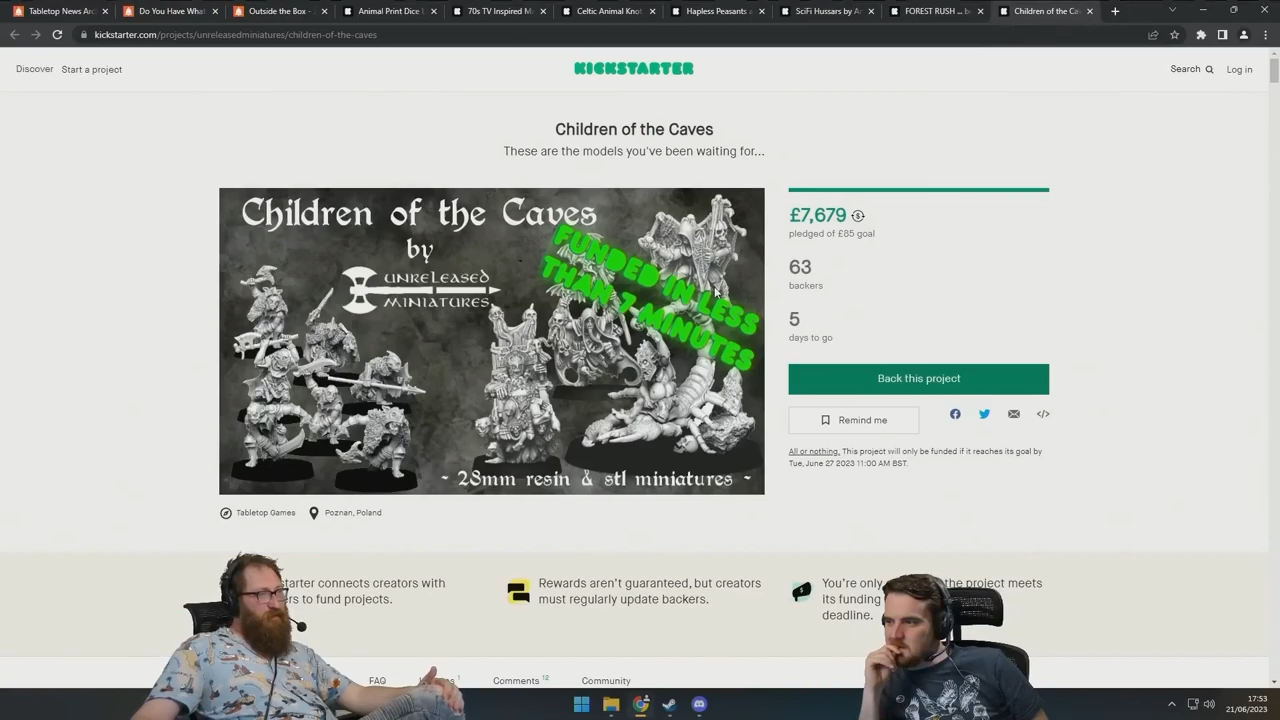 Tabletop News Arc
Do You Have What
Outside the Box -
Animal Print Dice
70s TV Inspired M
Celtic Animal Kno
Hapless Peasants
SciFi Hussars by A
FOREST RUSH ... b
Children of the Ca
kickstarter.com/projects/unreleasedminiatures/children-of-the-caves
Discover
Start a project
KICKSTARTER
Search
Log in
Children of the Caves
These are the models you've been waiting for...
Children of the Caves
by
UNRELEASED
MINIATURES
FUNDED IN LESS
THAN 7 MINUTES
- 28mm resin & stl miniatures -
£7,679
pledged of £85 goal
63
backers
5
days to go
Back this project
Remind me
All or nothing. This project will only be funded if it reaches its goal by
Tue, June 27 2023 11:00 AM BST.
Tabletop Games
Poznan, Poland
starter connects creators with
ers to fund projects.
Rewards aren't guaranteed, but creators
must regularly update backers.
You're only the project meets
its funding
deadline.
FAQ
1
Comments 12
Community
17:53
21/06/2023